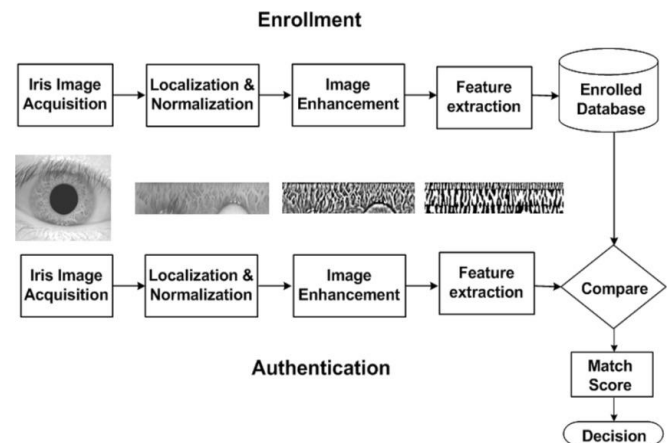 Enrollment
Iris Image
Acquisition
Localization &
Normalization
Image
Enhancement
Feature
extraction
Enrolled
Database
Iris Image
Acquisition
Localization &
Normalization
Image
Enhancement
Feature
extraction
Compare
Authentication
Match
Score
Decision